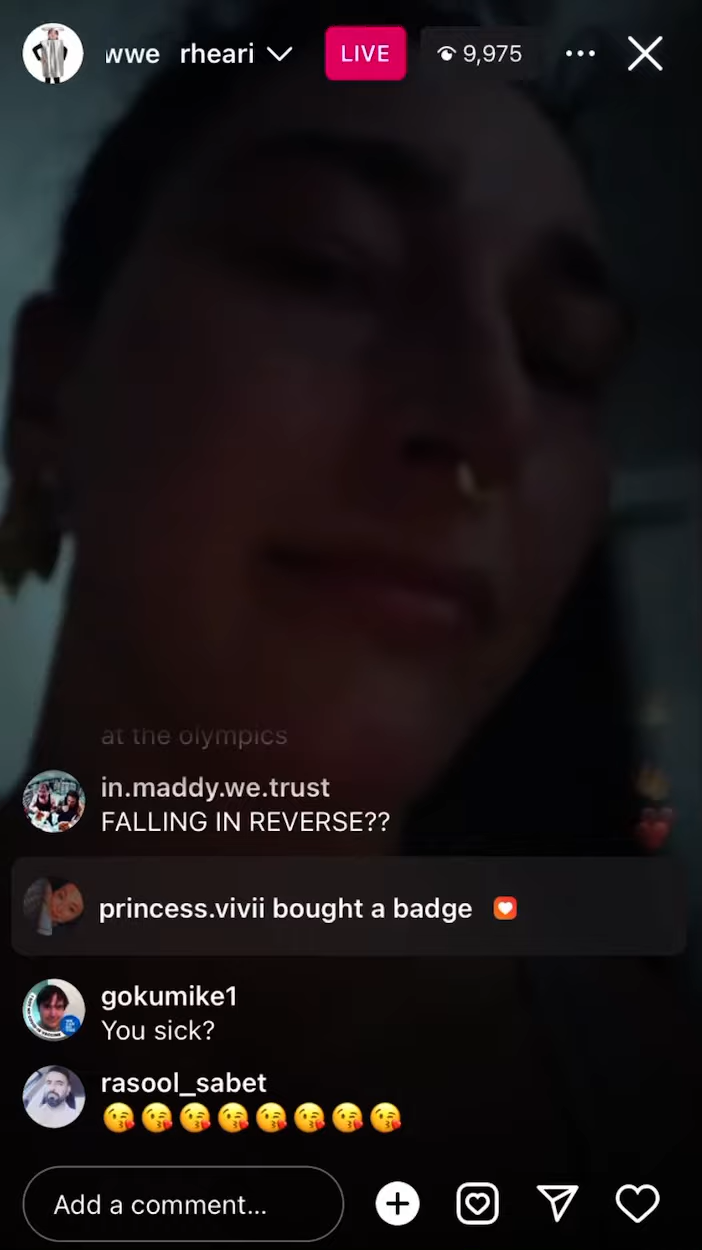 wwe rheari
LIVE
9,975
at the olympics
in.maddy.we.trust
FALLING IN REVERSE??
princess.vivii bought a badge
gokumike1
You sick?
rasool_sabet
😘😘😘😘😘😘😘😘
Add a comment...